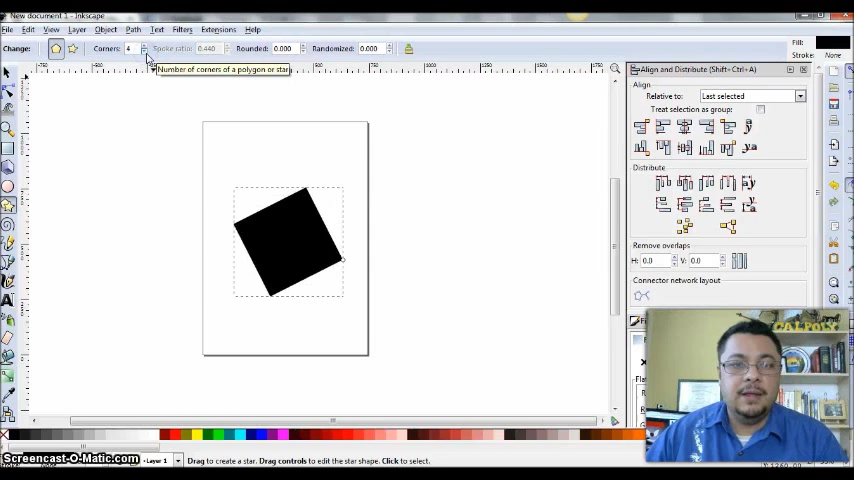 New document 1 - Inkscape
File Edit View Layer Object Path Text Filters Extensions Help
Change: Corners: 4 Spoke ratio: 0.440 Rounded: 0.000 Randomized: 0.000 Fill:
Stroke: None
Number of corners of a polygon or star
Align and Distribute (Shift+Ctrl+A)
Align
Relative to: Last selected
Treat selection as group:
Distribute
Remove overlaps
H: 0.0 V: 0.0
Connector network layout
CALPOLY
Screencast-O-Matic.com
Layer 1 Drag to create a star. Drag controls to edit the star shape. Click to select.